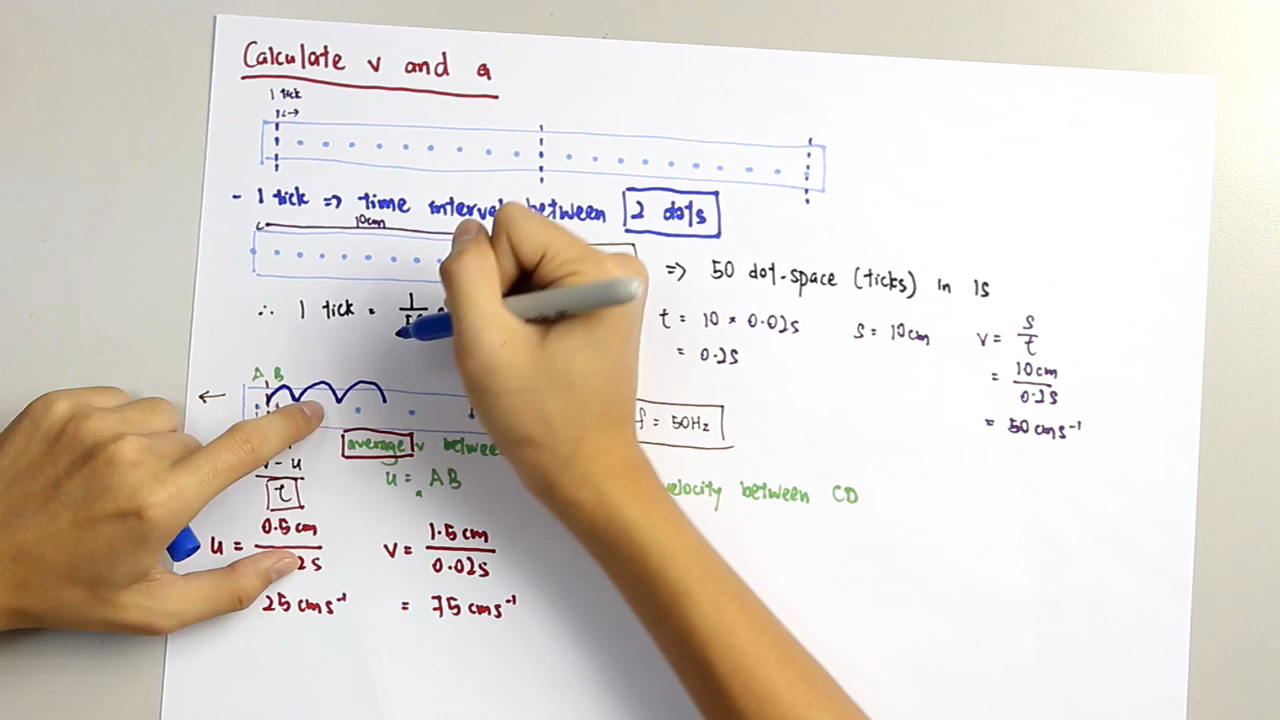 Calculate v and a
1 tick
- 1 tick => time interval between 2 dots
10cm
=> 50 dot-space (ticks) in 1s
∴ 1 tick =
t = 10 × 0.02s
= 0.2s
s = 10cm
v = s/t
= 10cm/0.2s
= 50 cms⁻¹
A B
f = 50Hz
average v between
u = AB
velocity between CD
v - u
t
u = 0.5cm
v = 1.5cm/0.02s
25 cms⁻¹
= 75 cms⁻¹